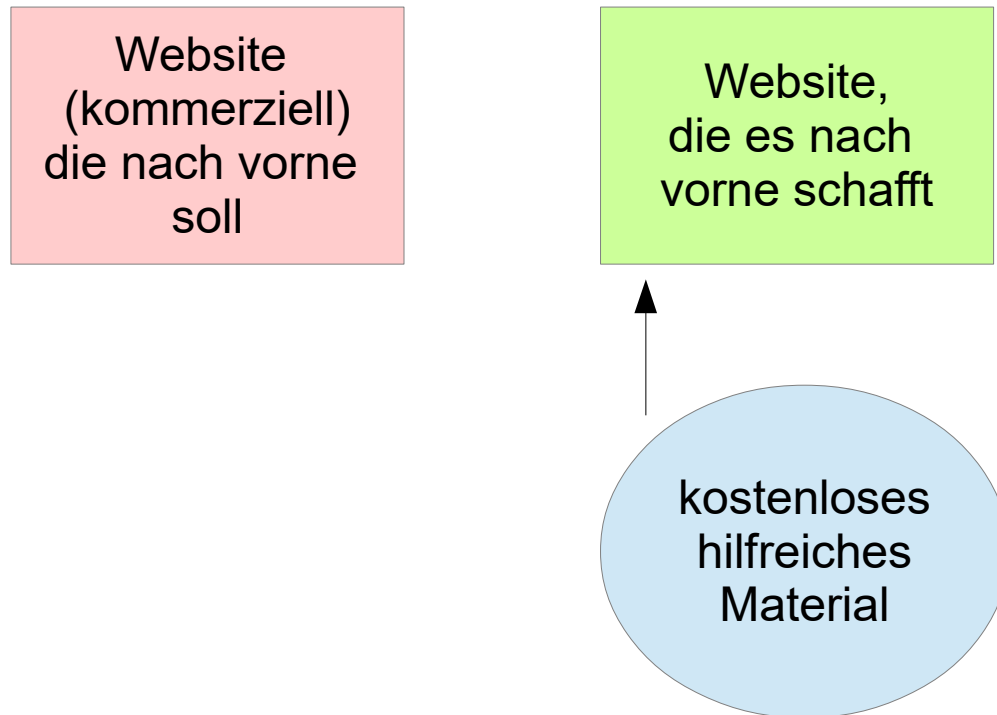 Website
(kommerziell)
die nach vorne
soll
Website,
die es nach
vorne schafft
kostenloses
hilfreiches
Material